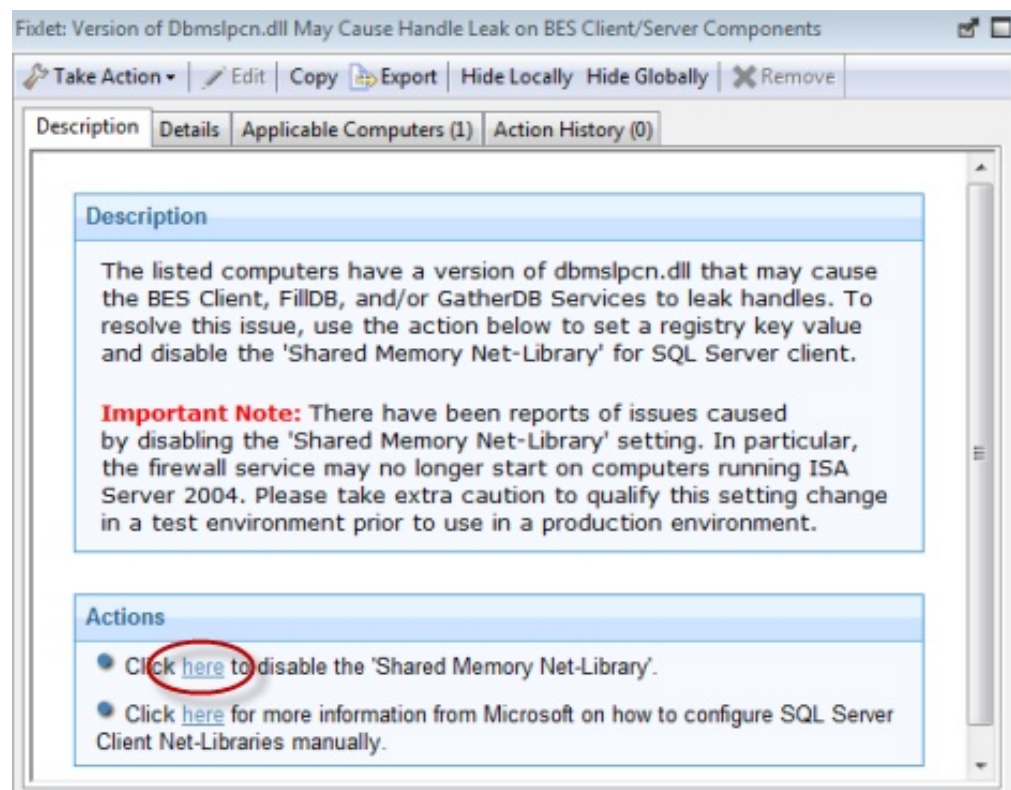 Fixlet: Version of Dbmslpcn.dll May Cause Handle Leak on BES Client/Server Components
Take Action Edit Copy Export Hide Locally Hide Globally Remove
Description Details Applicable Computers (1) Action History (0)
Description
The listed computers have a version of dbmslpcn.dll that may cause
the BES Client, FillDB, and/or GatherDB Services to leak handles. To
resolve this issue, use the action below to set a registry key value
and disable the 'Shared Memory Net-Library' for SQL Server client.
Important Note: There have been reports of issues caused
by disabling the 'Shared Memory Net-Library' setting. In particular,
the firewall service may no longer start on computers running ISA
Server 2004. Please take extra caution to qualify this setting change
in a test environment prior to use in a production environment.
Actions
Click here to disable the 'Shared Memory Net-Library'.
Click here for more information from Microsoft on how to configure SQL Server
Client Net-Libraries manually.